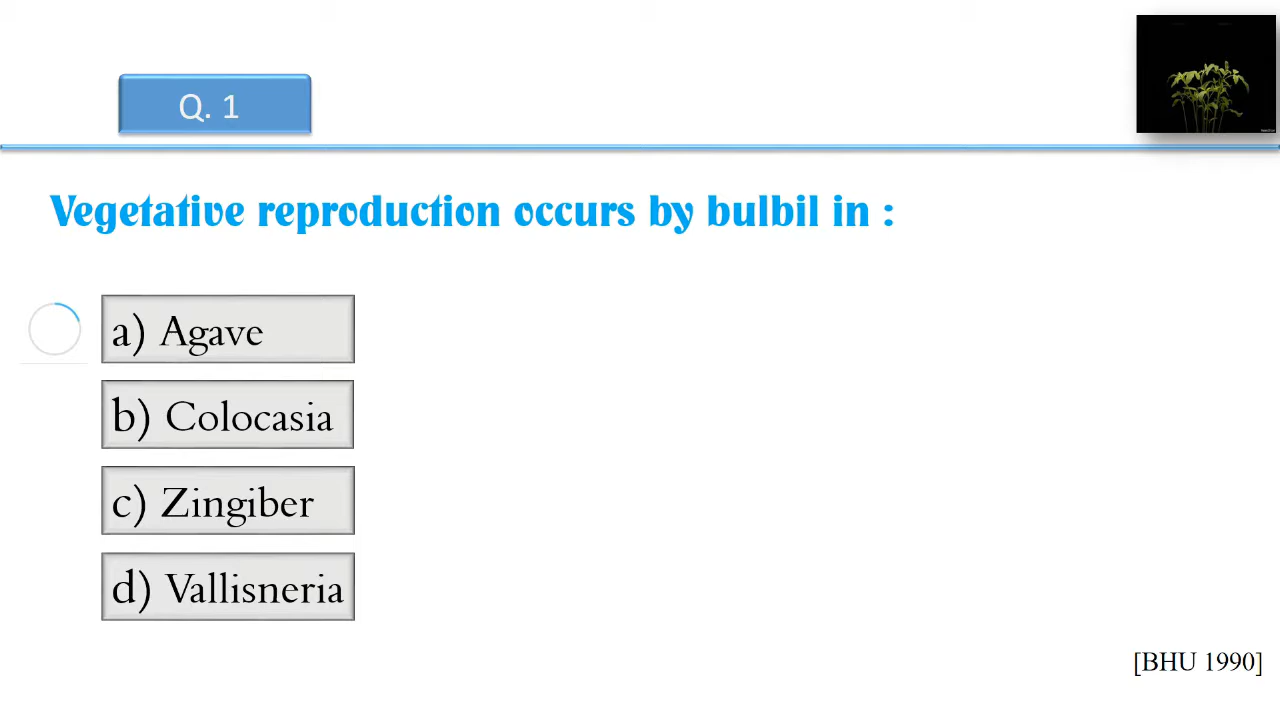 Q. 1
Vegetative reproduction occurs by bulbil in :
a) Agave
b) Colocasia
c) Zingiber
d) Vallisneria
[BHU 1990]